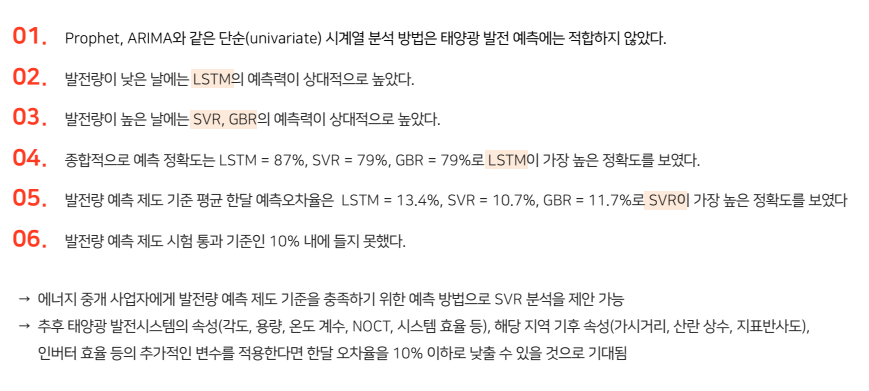 01. Prophet, ARIMA와 같은 단순(univariate) 시계열 분석 방법은 태양광 발전 예측에는 적합하지 않았다.
02. 발전량이 낮은 날에는 LSTM의 예측력이 상대적으로 높았다.
03. 발전량이 높은 날에는 SVR, GBR의 예측력이 상대적으로 높았다.
04. 종합적으로 예측 정확도는 LSTM = 87%, SVR = 79%, GBR = 79%로 LSTM이 가장 높은 정확도를 보였다.
05. 발전량 예측 제도 기준 평균 한달 예측오차율은 LSTM = 13.4%, SVR = 10.7%, GBR = 11.7%로 SVR이 가장 높은 정확도를 보였다
06. 발전량 예측 제도 시험 통과 기준인 10% 내에 들지 못했다.
→ 에너지 중개 사업자에게 발전량 예측 제도 기준을 충족하기 위한 예측 방법으로 SVR 분석을 제안 가능
→ 추후 태양광 발전시스템의 속성(각도, 용량, 온도 계수, NOCT, 시스템 효율 등), 해당 지역 기후 속성(가시거리, 산란 상수, 지표반사도),
인버터 효율 등의 추가적인 변수를 적용한다면 한달 오차율을 10% 이하로 낮출 수 있을 것으로 기대됨